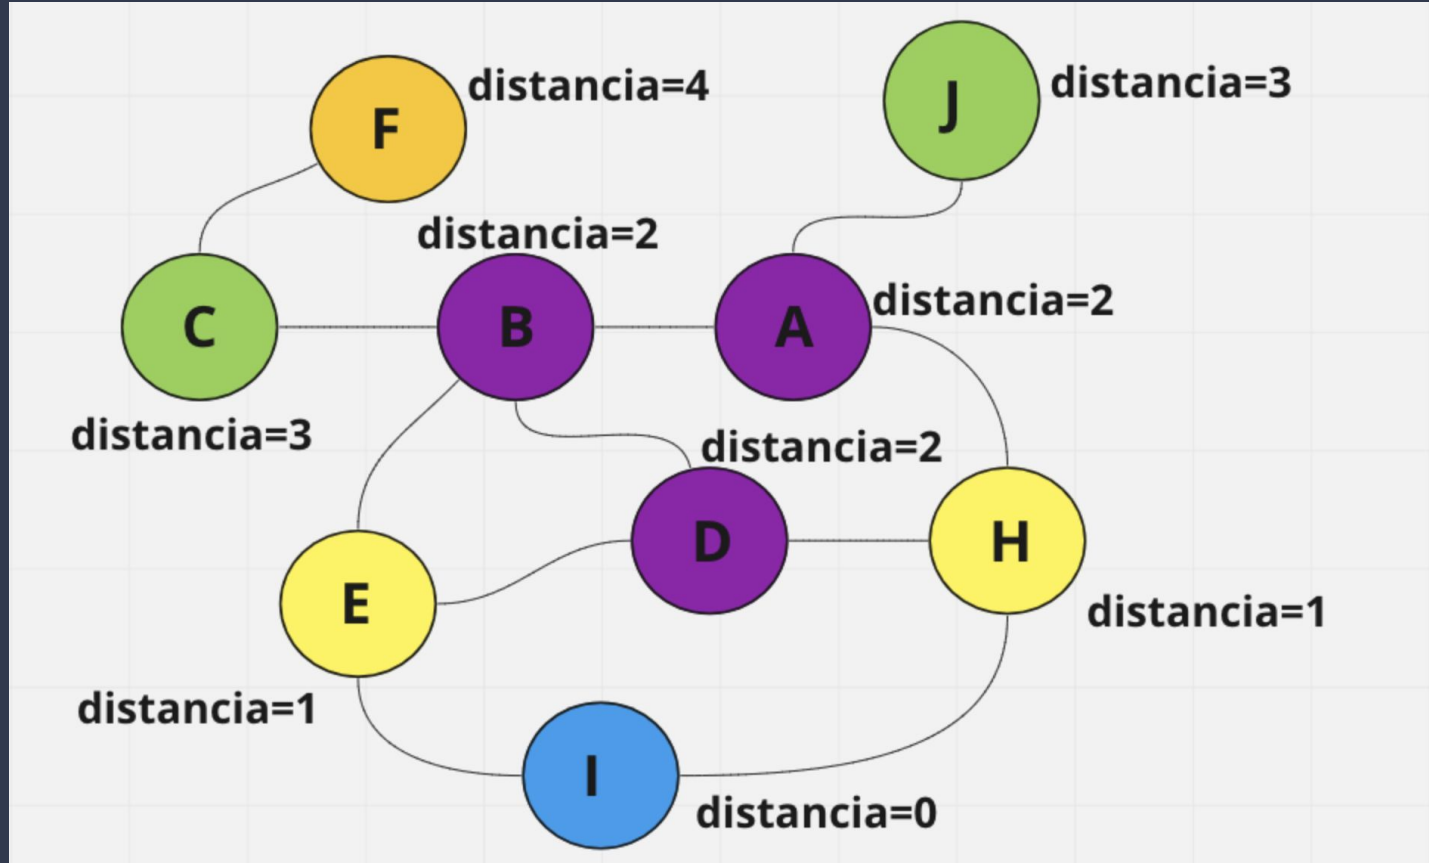 F
distancia=4
J
distancia=3
distancia=2
C
B
A
distancia=2
distancia=3
distancia=2
D
H
E
distancia=1
distancia=1
I
distancia=0